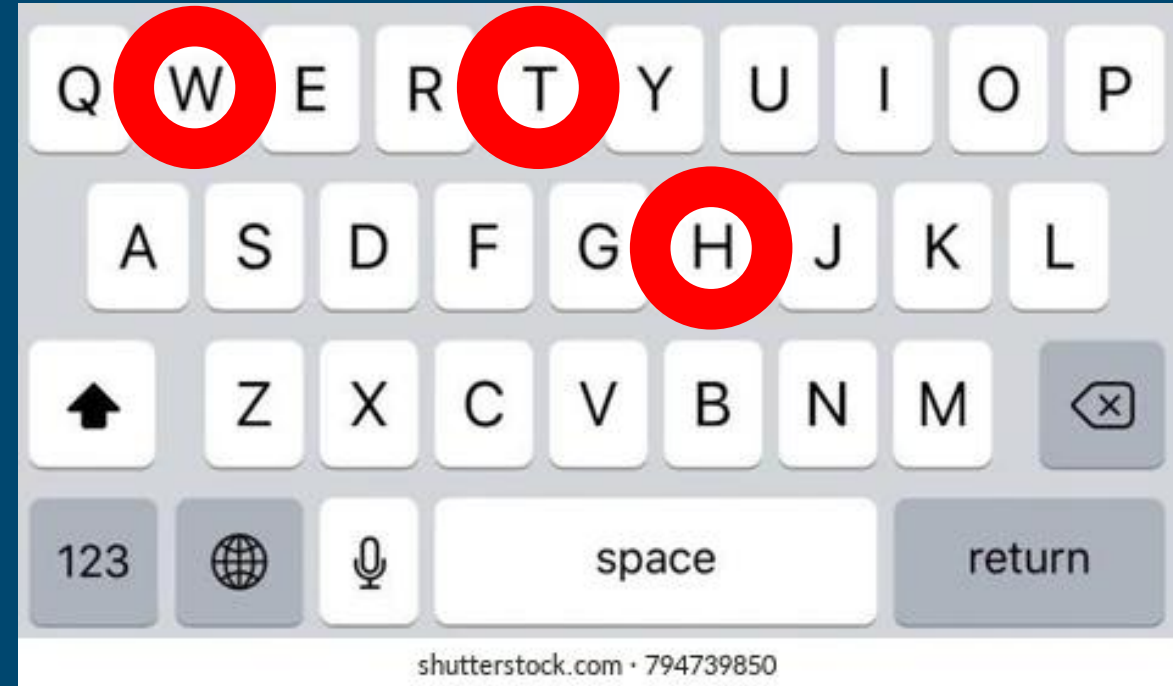 Q W E R T Y U I O P
A S D F G H J K L
Z X C V B N M
123 space return
shutterstock.com · 794739850